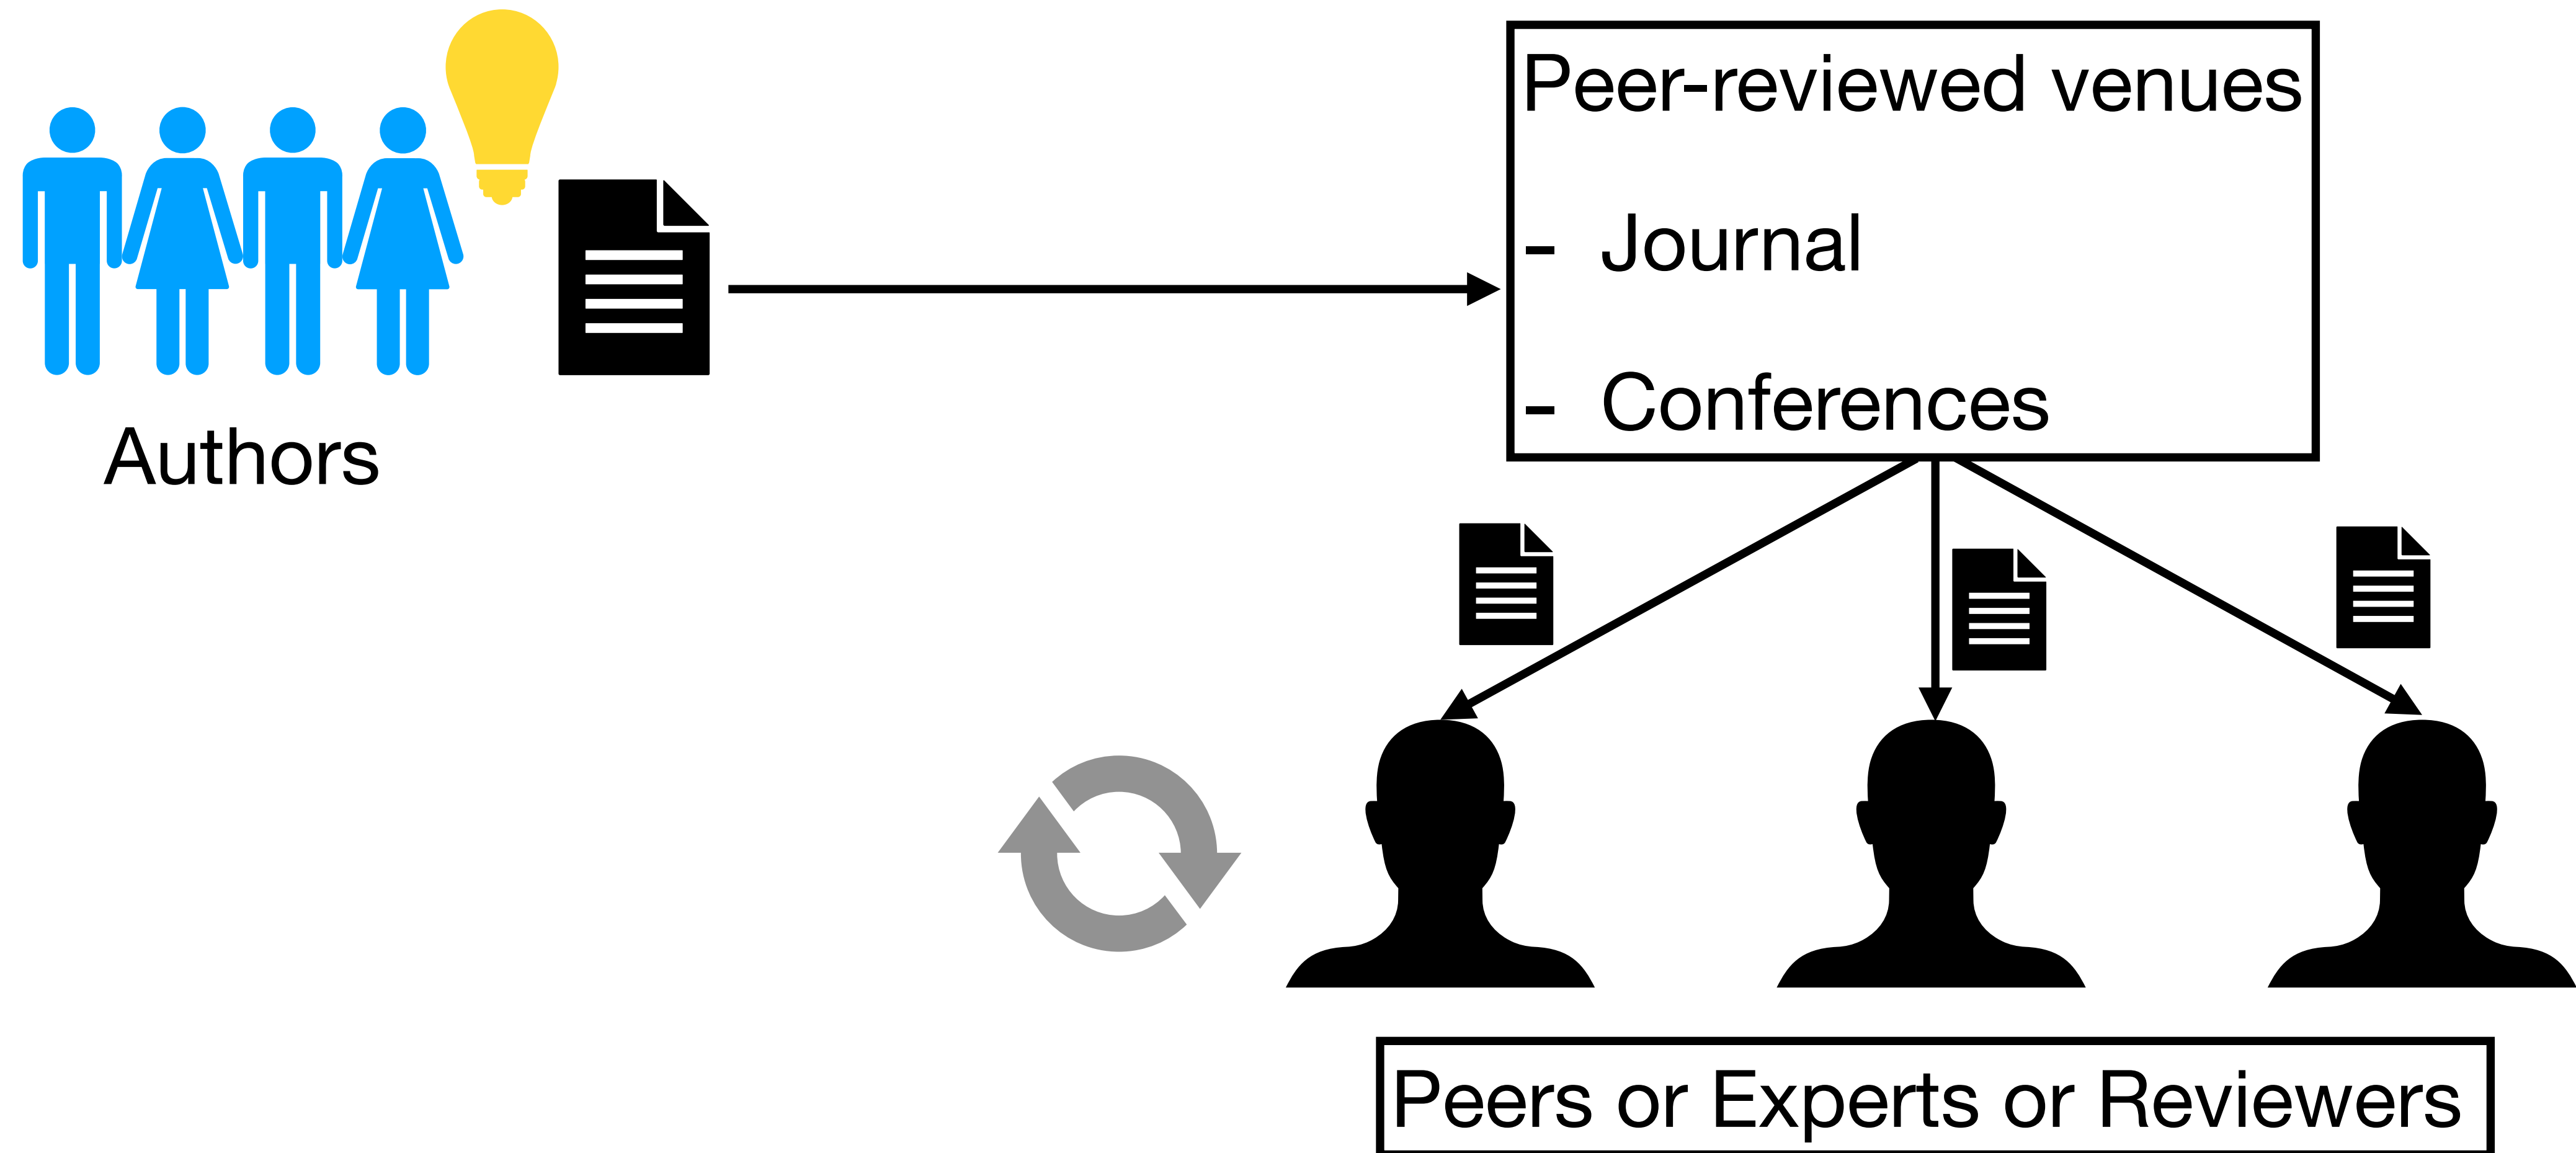 Peer-reviewed venues
- Journal
- Conferences
Authors
Peers or Experts or Reviewers